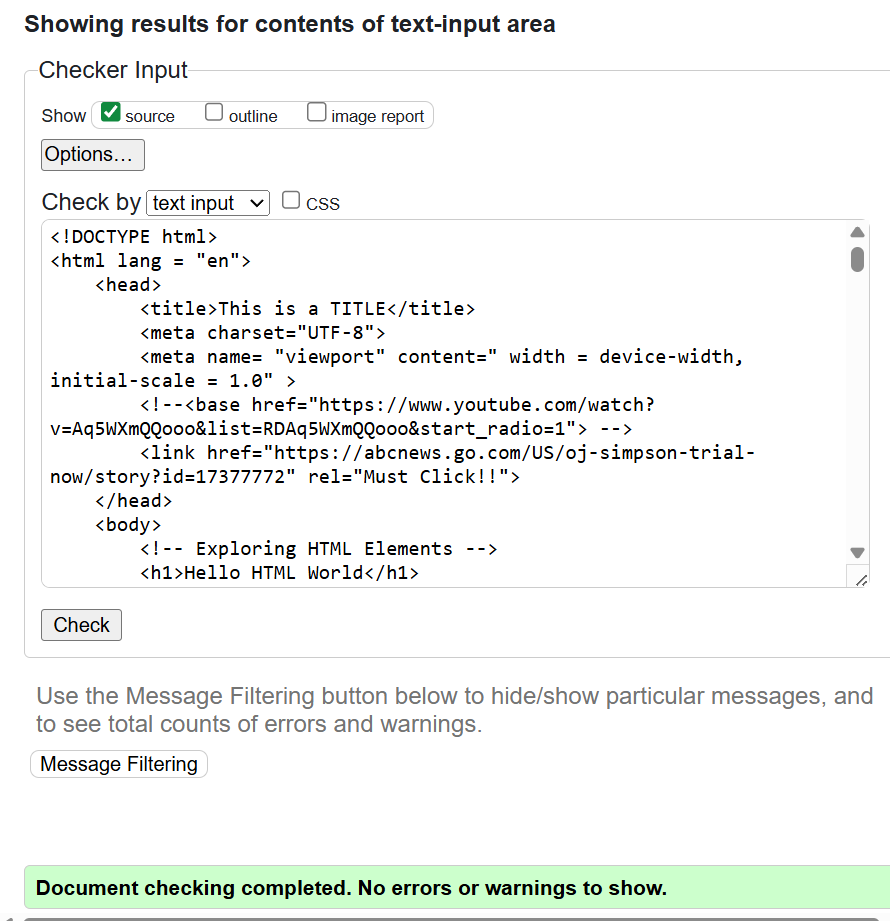 Showing results for contents of text-input area
Checker Input
Show source outline image report
Options...
Check by text input CSS
<!DOCTYPE html>
<html lang = "en">
<head>
<title>This is a TITLE</title>
<meta charset="UTF-8">
<meta name= "viewport" content=" width = device-width,
initial-scale = 1.0" >
<!--<base href="https://www.youtube.com/watch?
v=Aq5WXmQQooo&list=RDAq5WXmQQooo&start_radio=1"> -->
<link href="https://abcnews.go.com/US/oj-simpson-trial-
now/story?id=17377772" rel="Must Click!!">
</head>
<body>
<!-- Exploring HTML Elements -->
<h1>Hello HTML World</h1>
Check
Use the Message Filtering button below to hide/show particular messages, and
to see total counts of errors and warnings.
Message Filtering
Document checking completed. No errors or warnings to show.